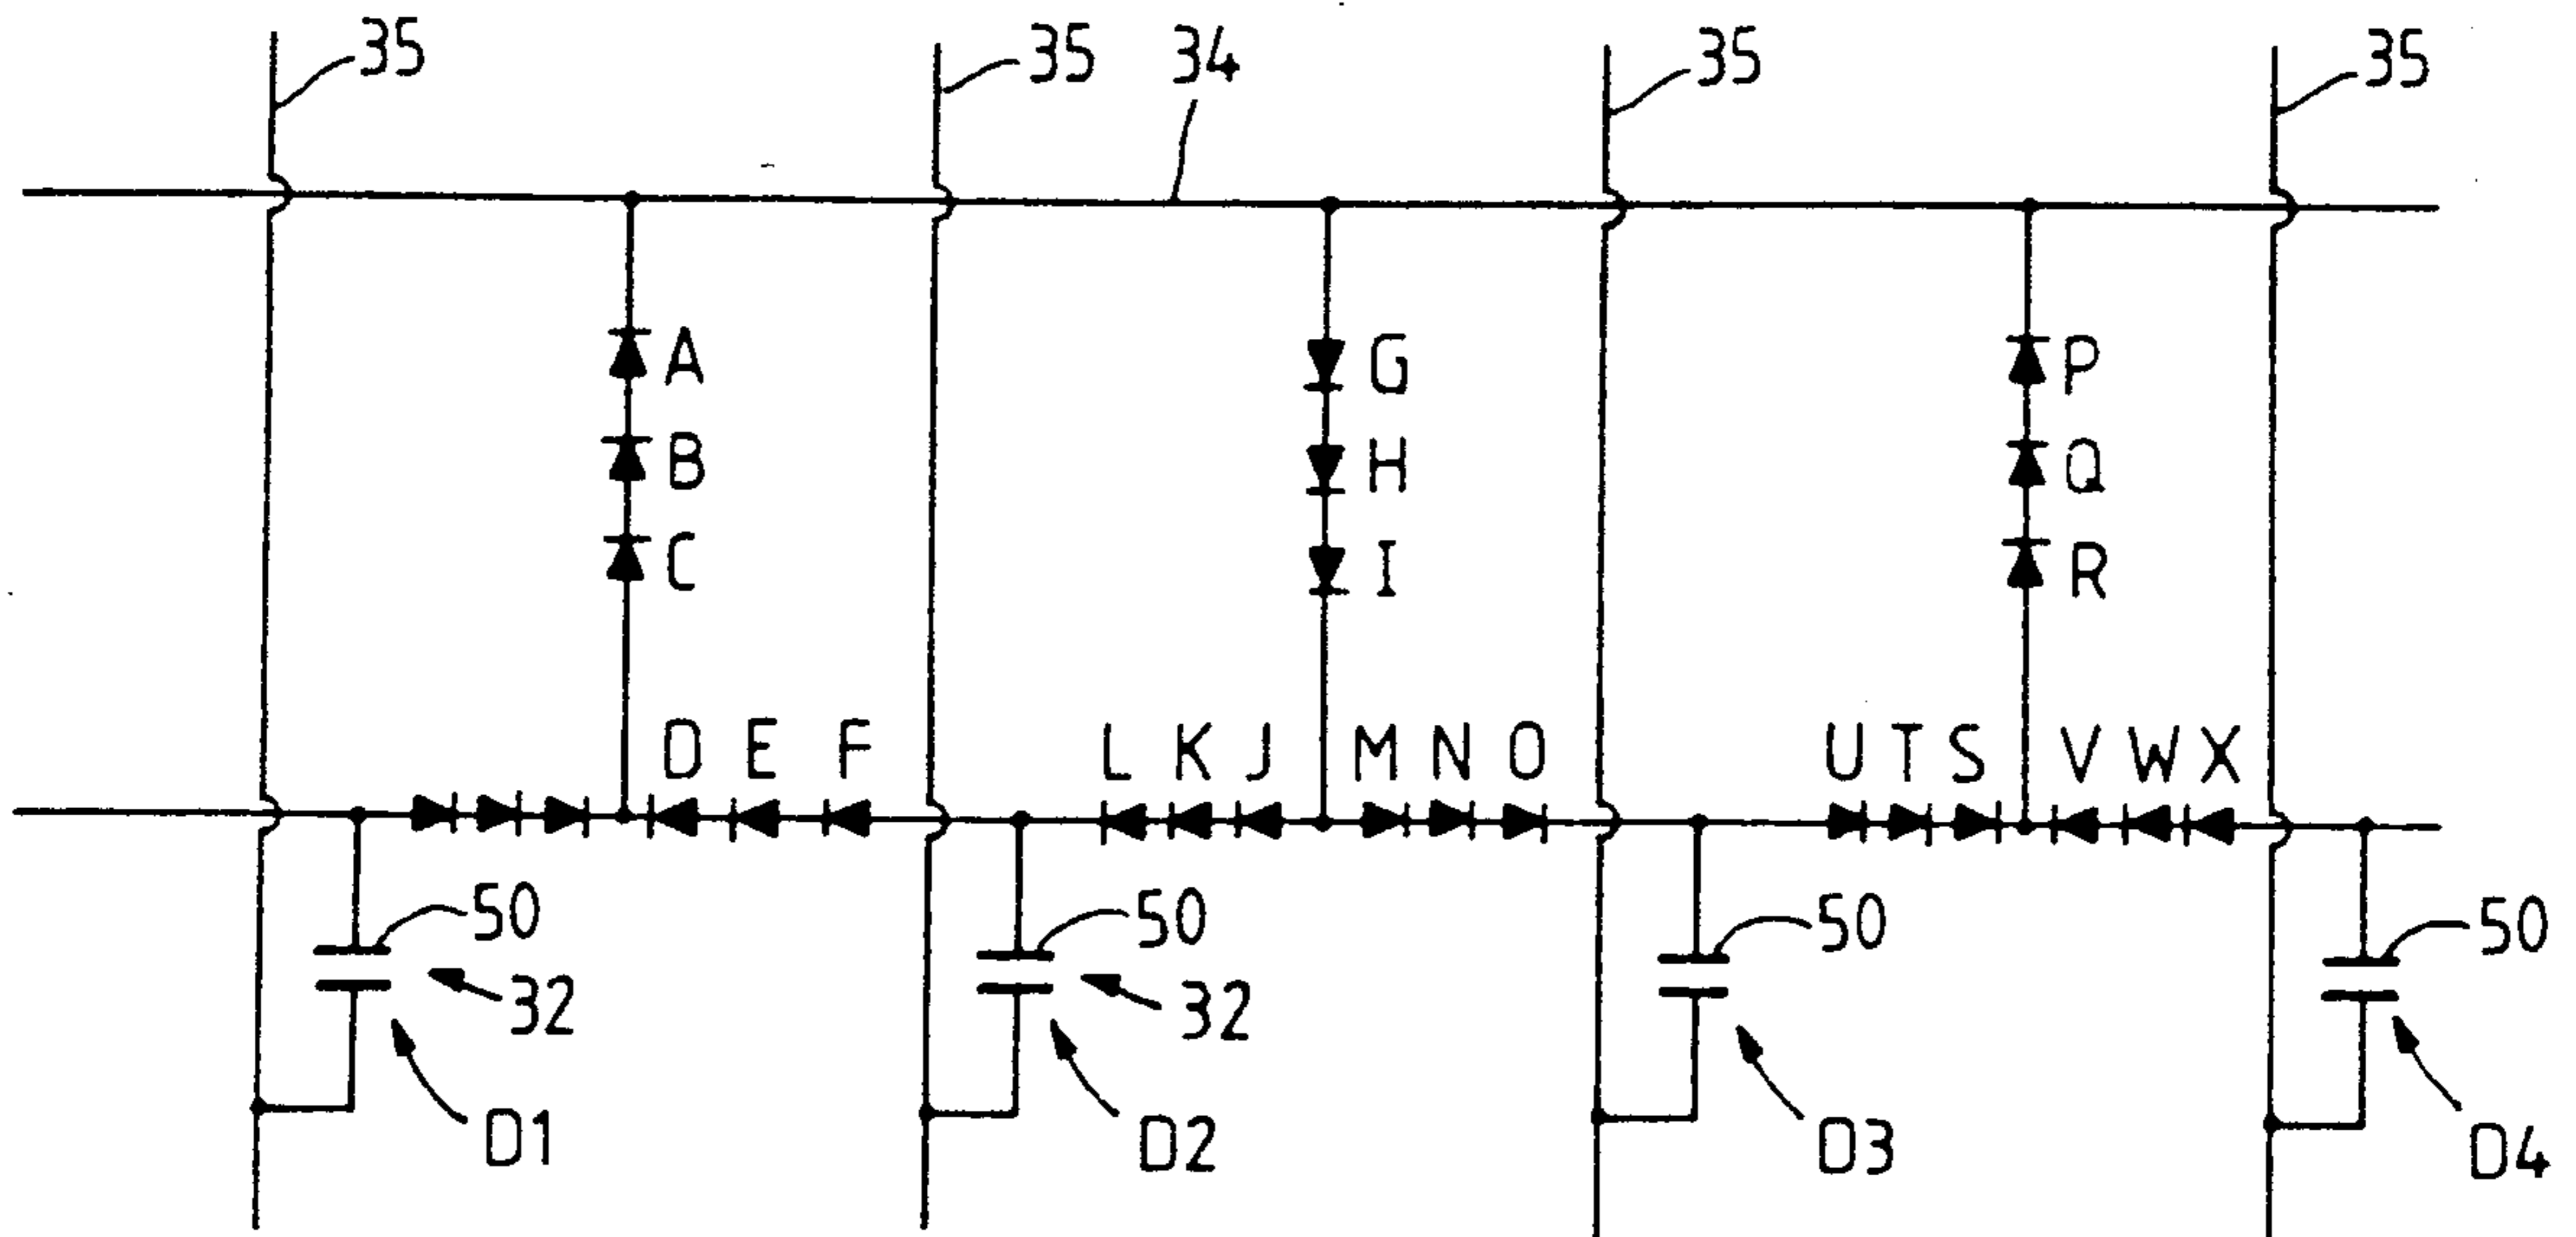 35 35 34 35 35
A G P
B H Q
C I R
D E F L K J M N O U T S V W X
50 50 50 50
32 32
D1 D2 D3 D4